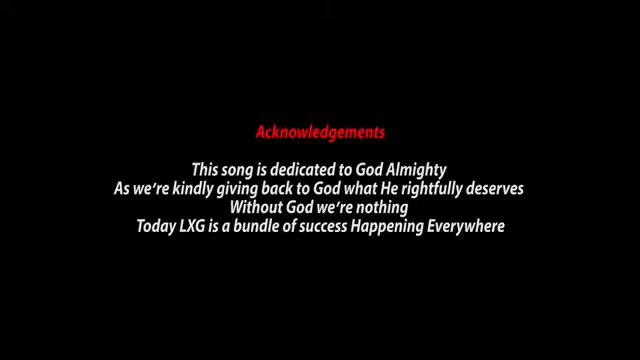 Acknowledgements
This song is dedicated to God Almighty
As we're kindly giving back to God what He rightfully deserves
Without God we're nothing
Today LXG is a bundle of success Happening Everywhere